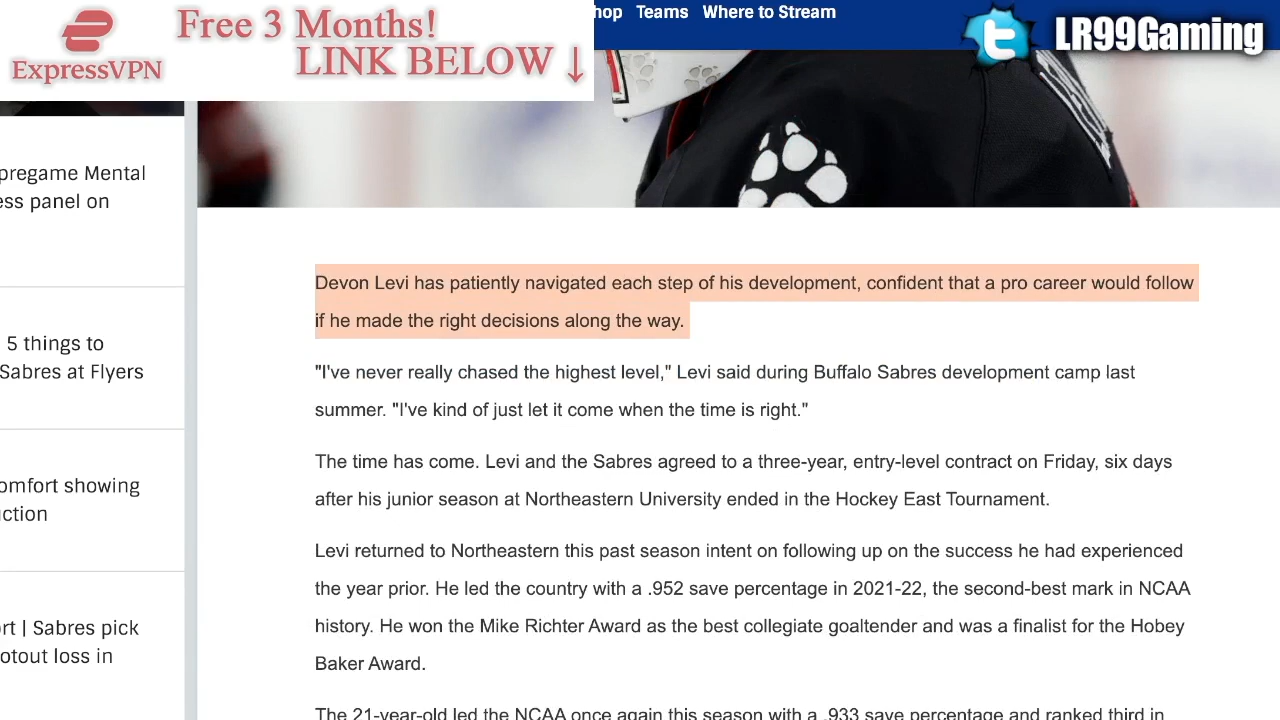 Free 3 Months!
LINK BELOW ↓
ExpressVPN
hop Teams Where to Stream
LR99Gaming
pregame Mental
ess panel on
5 things to
Sabres at Flyers
omfort showing
uction
rt | Sabres pick
otout loss in
Devon Levi has patiently navigated each step of his development, confident that a pro career would follow
if he made the right decisions along the way.
"I've never really chased the highest level," Levi said during Buffalo Sabres development camp last
summer. "I've kind of just let it come when the time is right."
The time has come. Levi and the Sabres agreed to a three-year, entry-level contract on Friday, six days
after his junior season at Northeastern University ended in the Hockey East Tournament.
Levi returned to Northeastern this past season intent on following up on the success he had experienced
the year prior. He led the country with a .952 save percentage in 2021-22, the second-best mark in NCAA
history. He won the Mike Richter Award as the best collegiate goaltender and was a finalist for the Hobey
Baker Award.
The 21-year-old led the NCAA once again this season with a .933 save percentage and ranked third in